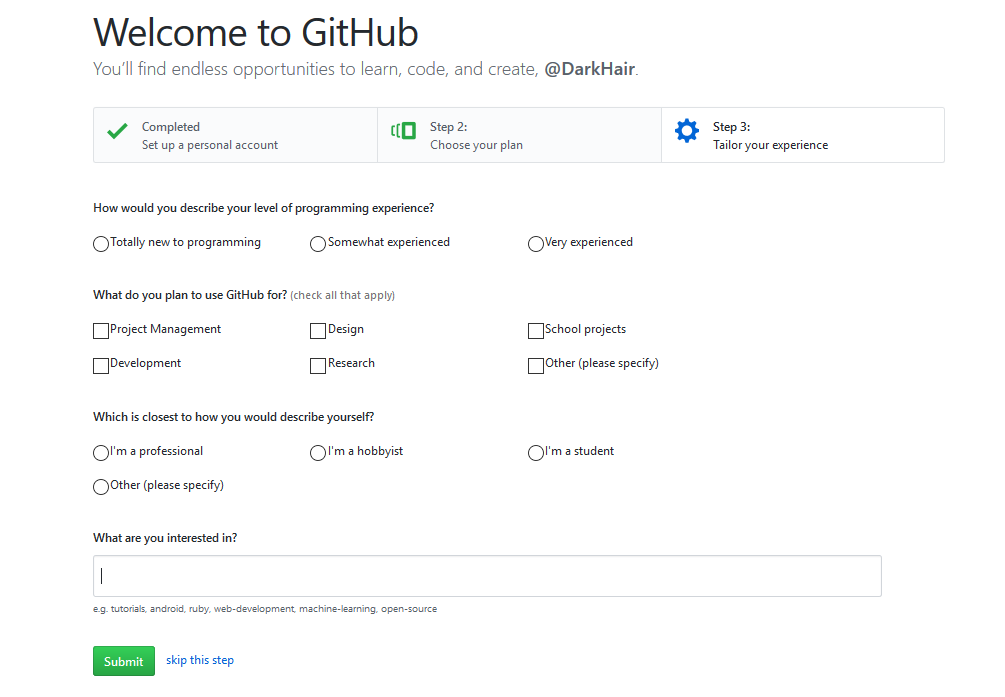 Welcome to GitHub
You'll find endless opportunities to learn, code, and create, @DarkHair.
Completed
Set up a personal account
Step 2:
Choose your plan
Step 3:
Tailor your experience
How would you describe your level of programming experience?
Totally new to programming
Somewhat experienced
Very experienced
What do you plan to use GitHub for? (check all that apply)
Project Management
Design
School projects
Development
Research
Other (please specify)
Which is closest to how you would describe yourself?
I'm a professional
I'm a hobbyist
I'm a student
Other (please specify)
What are you interested in?
e.g. tutorials, android, ruby, web-development, machine-learning, open-source
Submit
skip this step